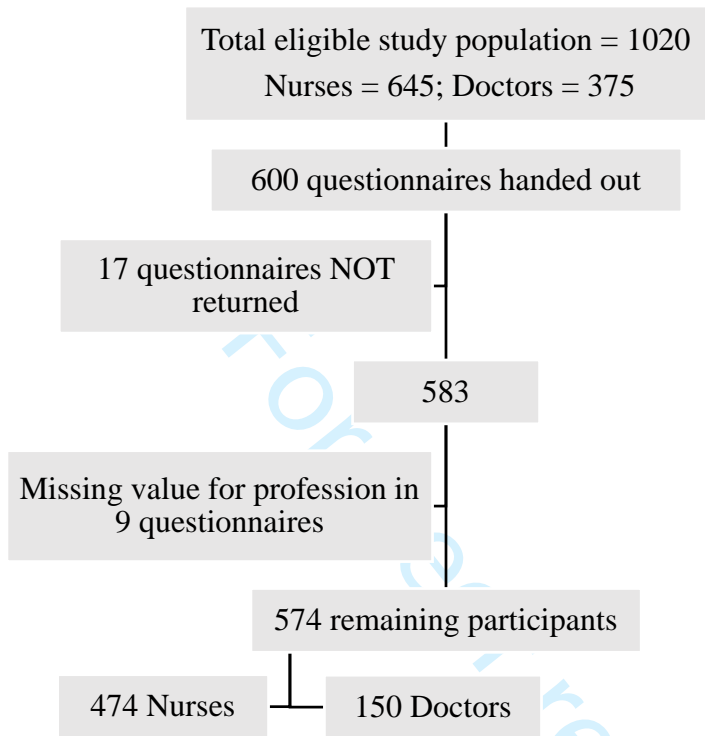 Total eligible study population = 1020
Nurses = 645; Doctors = 375
600 questionnaires handed out
17 questionnaires NOT
returned
583
Missing value for profession in
9 questionnaires
574 remaining participants
474 Nurses
150 Doctors
For